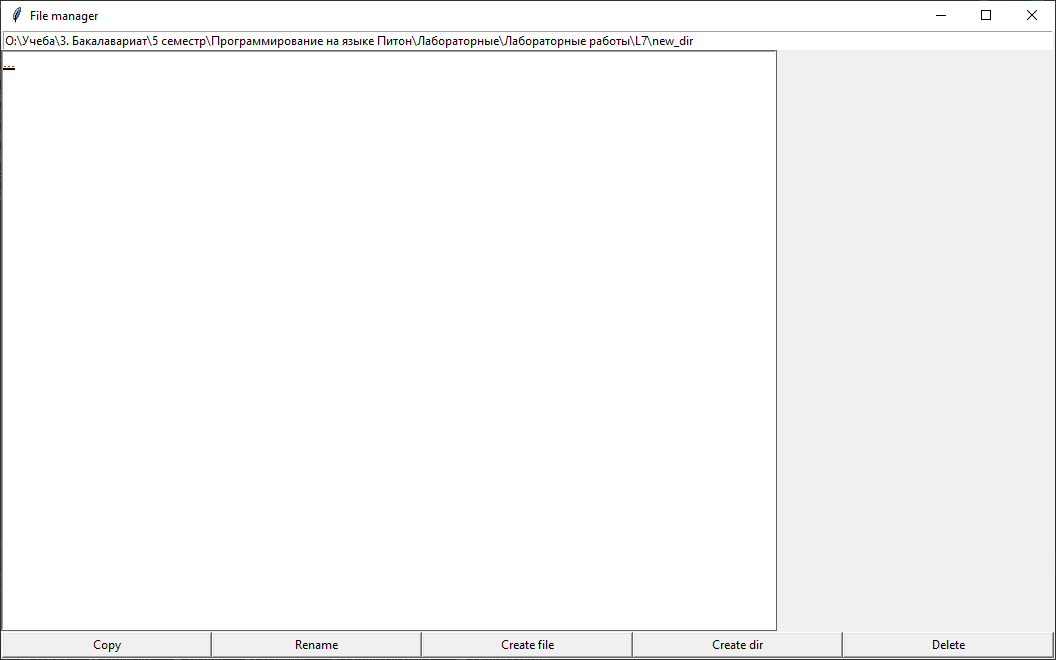 File manager
O:\Учеба\3. Бакалавариат\5 семестр\Программирование на языке Питон\Лабораторные\Лабораторные работы\L7\new_dir
...
Copy Rename Create file Create dir Delete